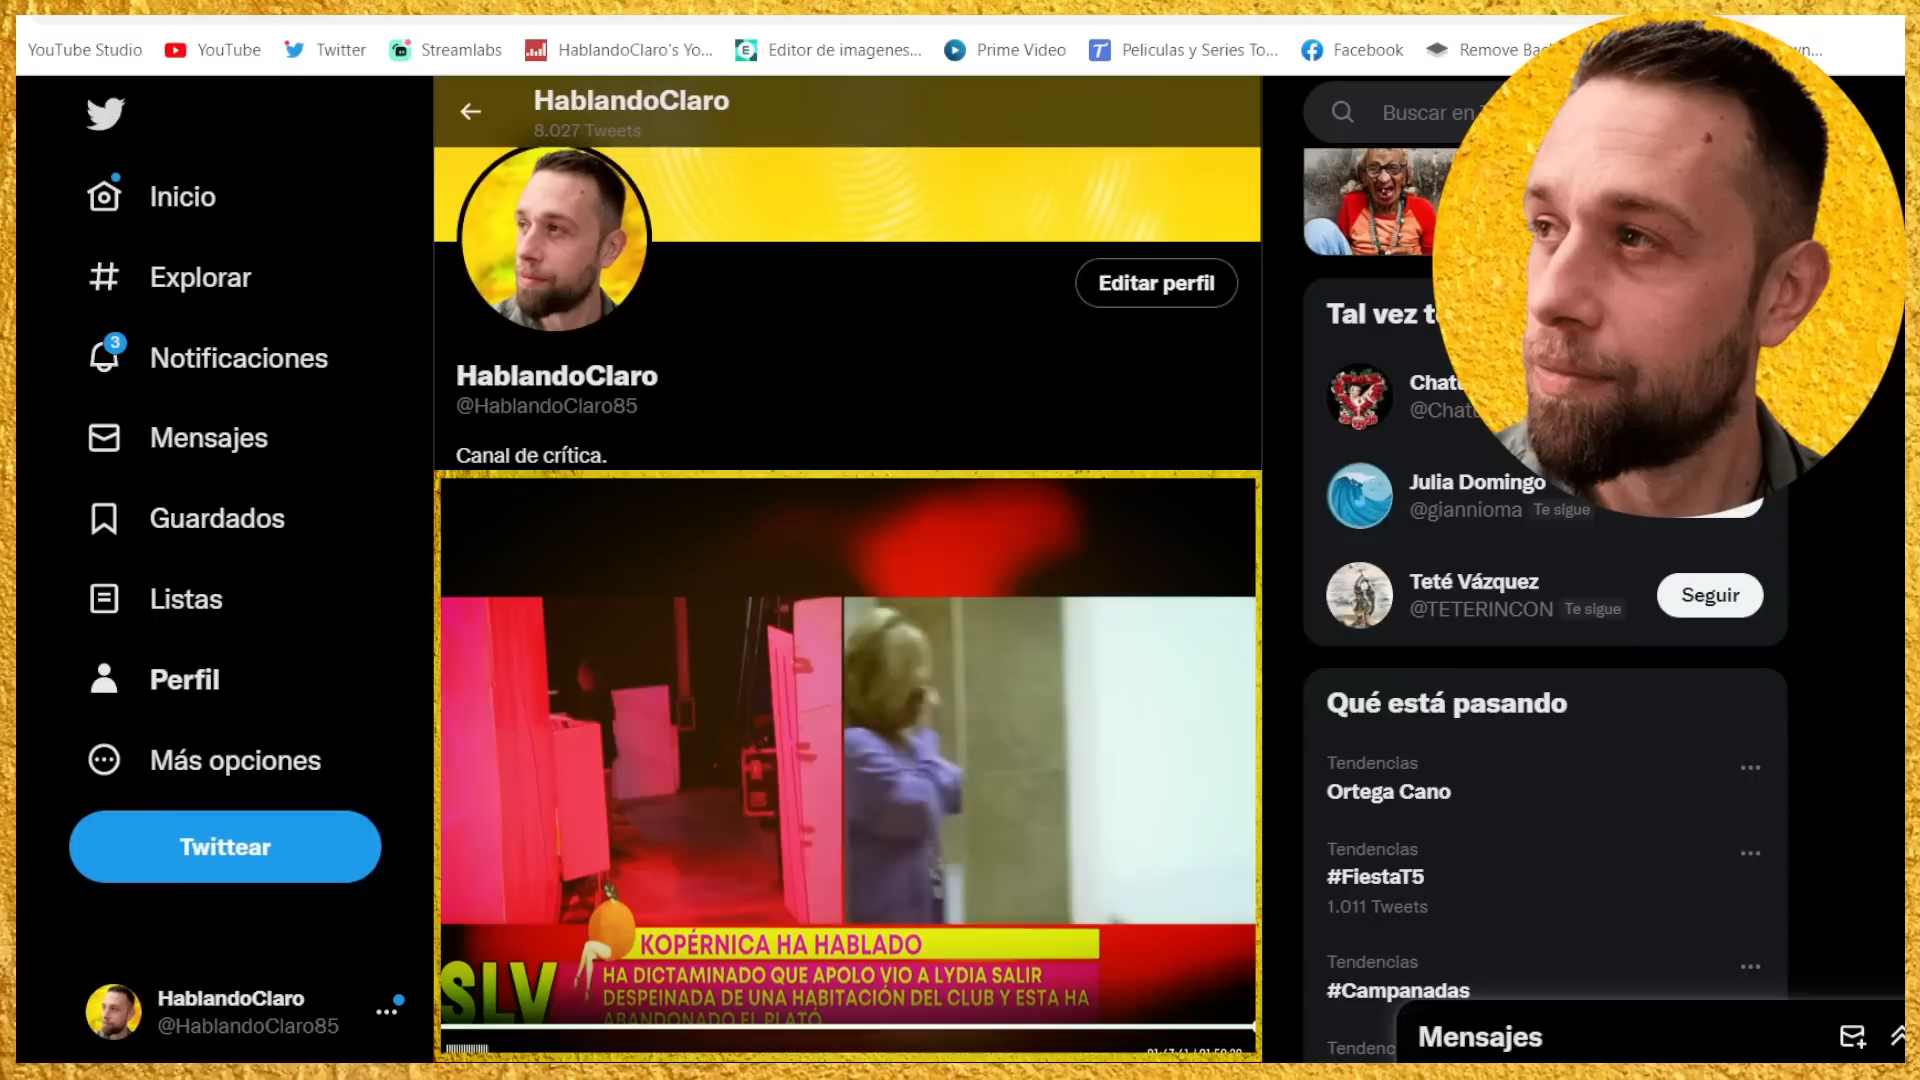 YouTube Studio
YouTube
Twitter
Streamlabs
HablandoClaro's Yo...
Editor de imagenes...
Prime Video
Peliculas y Series To...
Facebook
Remove
HablandoClaro
8.027 Tweets
Buscar en
Inicio
Explorar
3
Notificaciones
Mensajes
Guardados
Listas
Perfil
Más opciones
Twittear
HablandoClaro
@HablandoClaro85
Editar perfil
HablandoClaro
@HablandoClaro85
Canal de crítica.
KOPÉRNICA HA HABLADO
SLV
HA DICTAMINADO QUE APOLO VIO A LYDIA SALIR
DESPEINADA DE UNA HABITACIÓN DEL CLUB Y ESTA HA
ABANDONADO EL PLATÓ
Tal vez
Julia Domingo
@giannioma Te sigue
Teté Vázquez
@TETERINCON Te sigue
Seguir
Qué está pasando
Tendencias
Ortega Cano
Tendencias
#FiestaT5
1.011 Tweets
Tendencias
#Campanadas
Mensajes